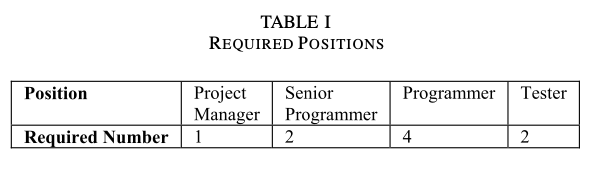 TABLE I
REQUIRED POSITIONS
Position Project Manager Senior Programmer Programmer Tester
Required Number 1 2 4 2